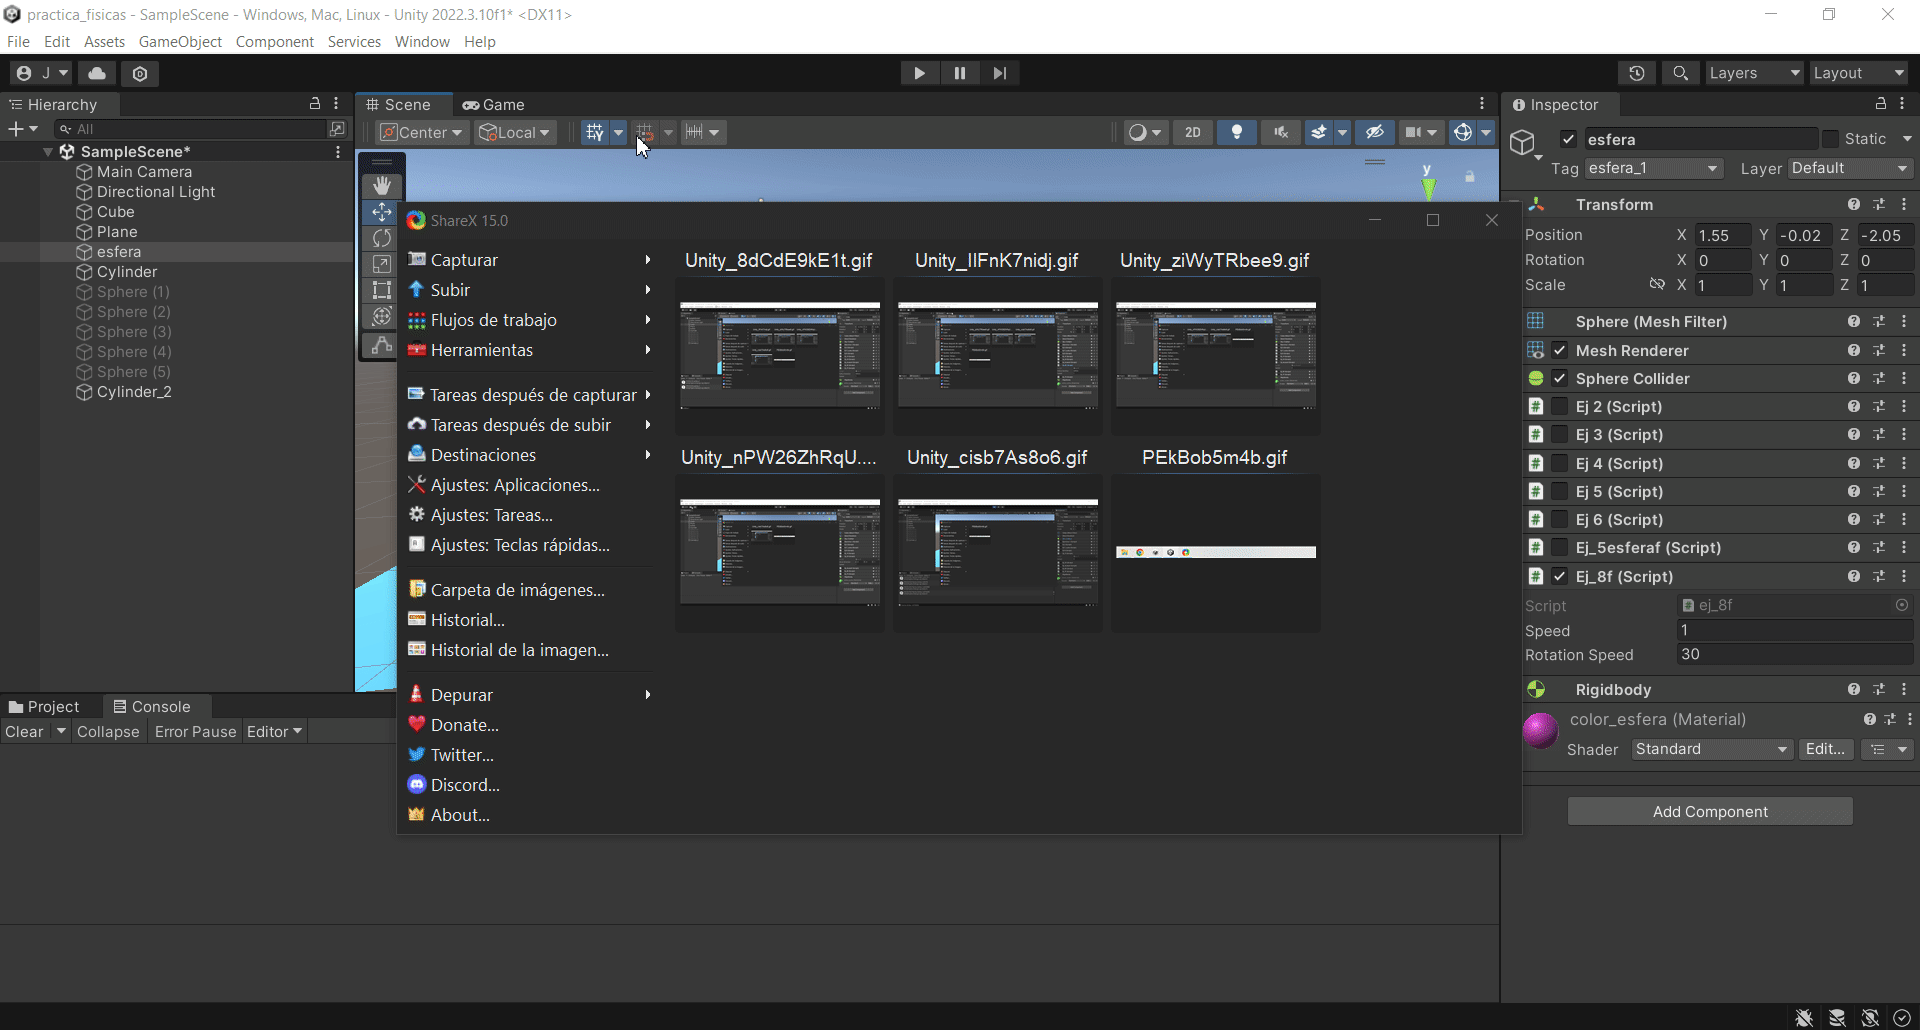 practica_fisicas - SampleScene - Windows, Mac, Linux - Unity 2022.3.10f1* <DX11>
File Edit Assets GameObject Component Services Window Help
J
Layers
Layout
Hierarchy
All
SampleScene*
Main Camera
Directional Light
Cube
Plane
esfera
Cylinder
Sphere (1)
Sphere (2)
Sphere (3)
Sphere (4)
Sphere (5)
Cylinder_2
Scene
Game
Center
Local
2D
y
ShareX 15.0
Capturar
Subir
Flujos de trabajo
Herramientas
Tareas después de capturar
Tareas después de subir
Destinaciones
Ajustes: Aplicaciones...
Ajustes: Tareas...
Ajustes: Teclas rápidas...
Carpeta de imágenes...
Historial...
Historial de la imagen...
Depurar
Donate...
Twitter...
Discord...
About...
Unity_8dCdE9kE1t.gif
Unity_IIFnK7nidj.gif
Unity_ziWyTRbee9.gif
Unity_nPW26ZhRqU....
Unity_cisb7As8o6.gif
PEkBob5m4b.gif
Inspector
esfera
Static
Tag esfera_1
Layer Default
Transform
Position X 1.55 Y -0.02 Z -2.05
Rotation X 0 Y 0 Z 0
Scale X 1 Y 1 Z 1
Sphere (Mesh Filter)
Mesh Renderer
Sphere Collider
# Ej 2 (Script)
# Ej 3 (Script)
# Ej 4 (Script)
# Ej 5 (Script)
# Ej 6 (Script)
# Ej_5esferaf (Script)
# Ej_8f (Script)
Script # ej_8f
Speed 1
Rotation Speed 30
Rigidbody
color_esfera (Material)
Shader Standard Edit...
Add Component
Project
Console
Clear Collapse Error Pause Editor